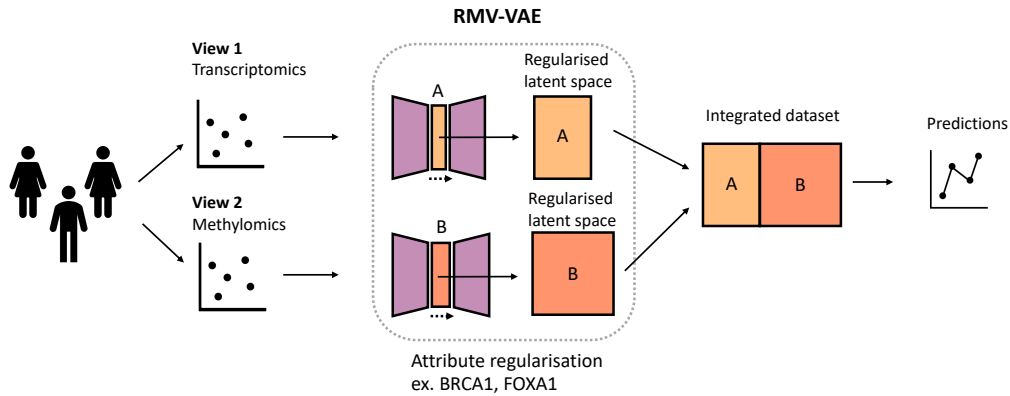 RMV-VAE
View 1
Transcriptomics
A
Regularised
latent space
A
View 2
Methylomics
B
Regularised
latent space
B
Integrated dataset
A B
Predictions
Attribute regularisation
ex. BRCA1, FOXA1